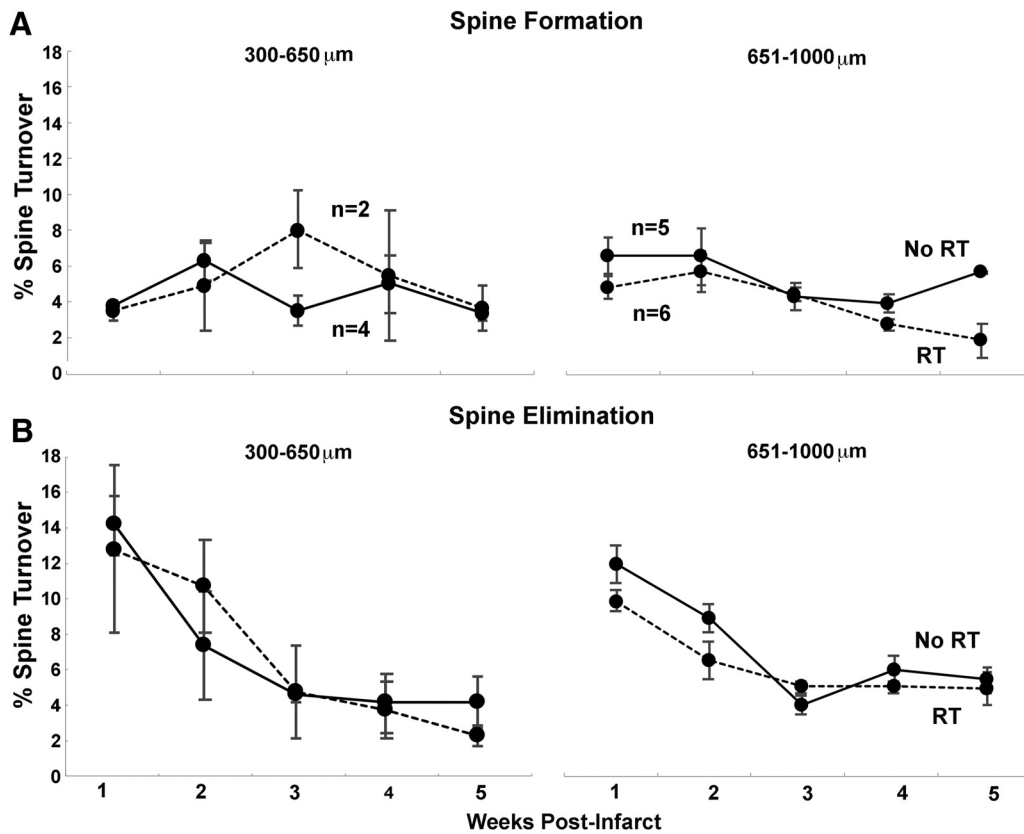 A
Spine Formation
300-650 μm
651-1000 μm
% Spine Turnover
18
16
14
12
10
8
6
4
2
0
n=2
n=4
n=5
n=6
No RT
RT
B
Spine Elimination
300-650 μm
651-1000 μm
% Spine Turnover
18
16
14
12
10
8
6
4
2
0
No RT
RT
1 2 3 4 5 1 2 3 4 5
Weeks Post-Infarct